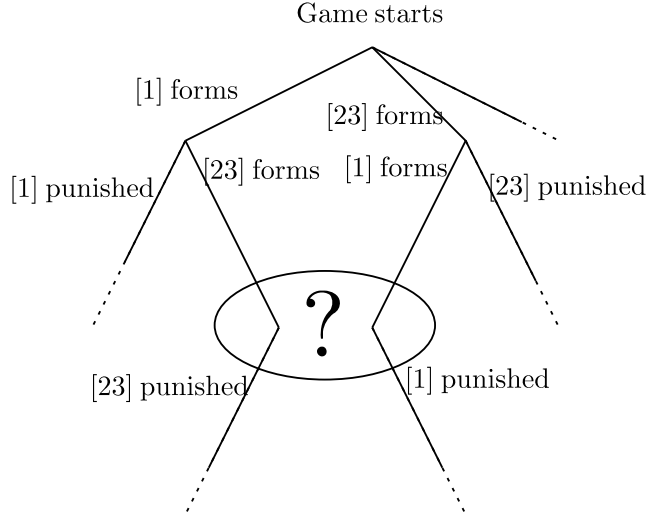 Game starts
[1] forms
[23] forms
[23] forms
[1] forms
[1] punished
[23] punished
?
[23] punished
[1] punished